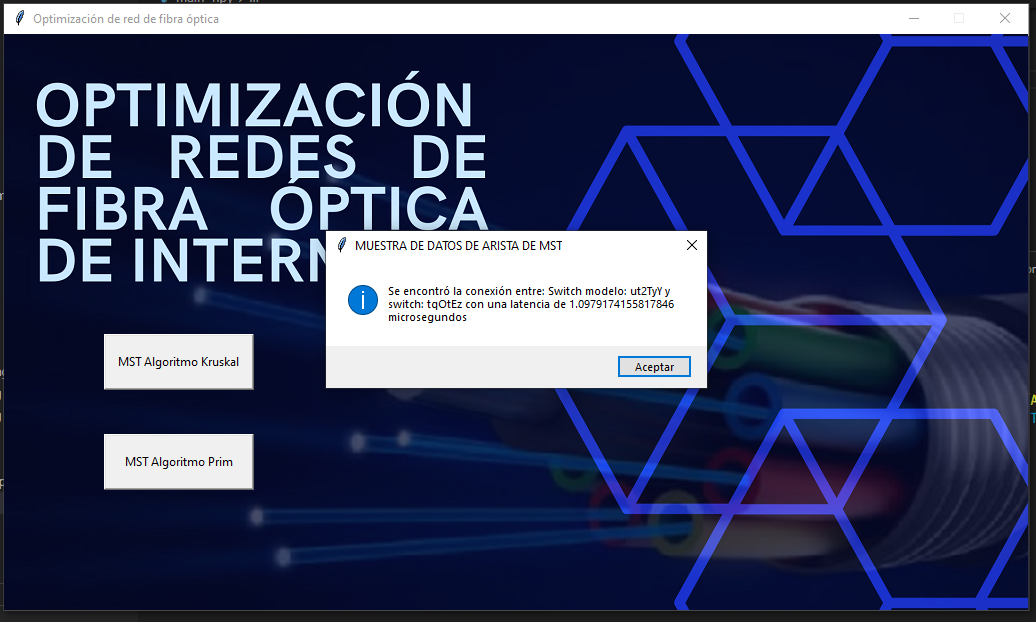 Optimización de red de fibra óptica
OPTIMIZACIÓN
DE REDES DE
FIBRA ÓPTICA
DE INTERN
MUESTRA DE DATOS DE ARISTA DE MST
Se encontró la conexión entre: Switch modelo: ut2TyY y
switch: tqOtEz con una latencia de 1.0979174155817846
microsegundos
Aceptar
MST Algoritmo Kruskal
MST Algoritmo Prim